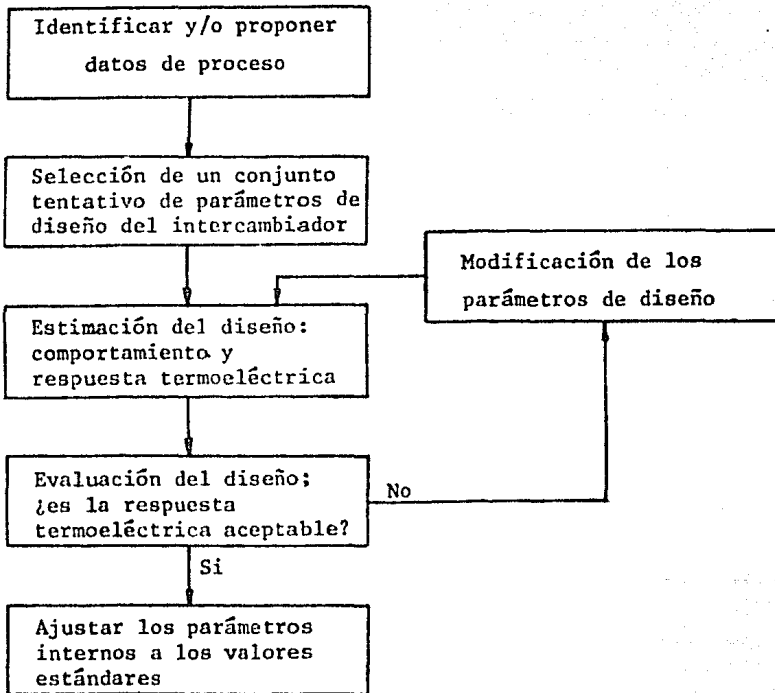 Identificar y/o proponer
datos de proceso
Selección de un conjunto
tentativo de parámetros de
diseño del intercambiador
Modificación de los
parámetros de diseño
Estimación del diseño:
comportamiento y
respuesta termoeléctrica
Evaluación del diseño;
¿es la respuesta
termoeléctrica aceptable?
No
Si
Ajustar los parámetros
internos a los valores
estándares